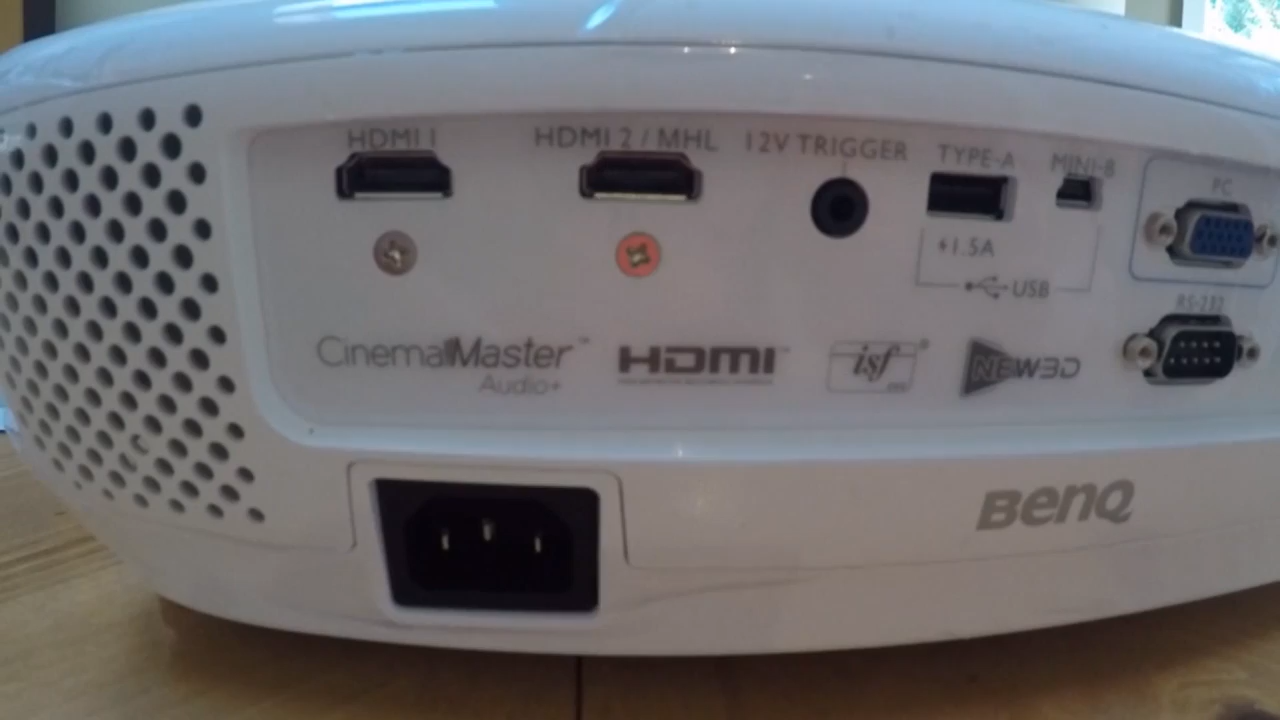 HDMI 1
HDMI 2 / MHL
12V TRIGGER
TYPE-A
MINI-B
PC
1.5A
USB
RS-232
CinemaMaster™
Audio+
HDMI
isf®
NEW3D
BenQ